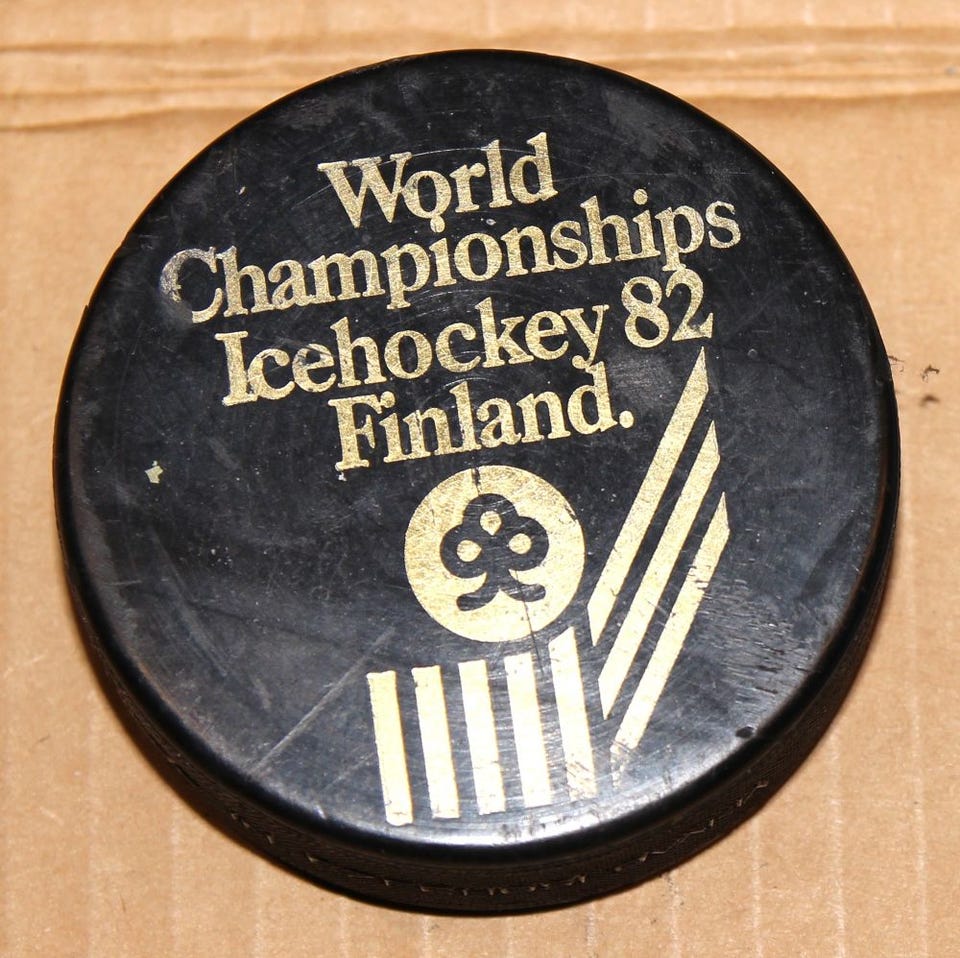 World
Championships
Icehockey 82
Finland.